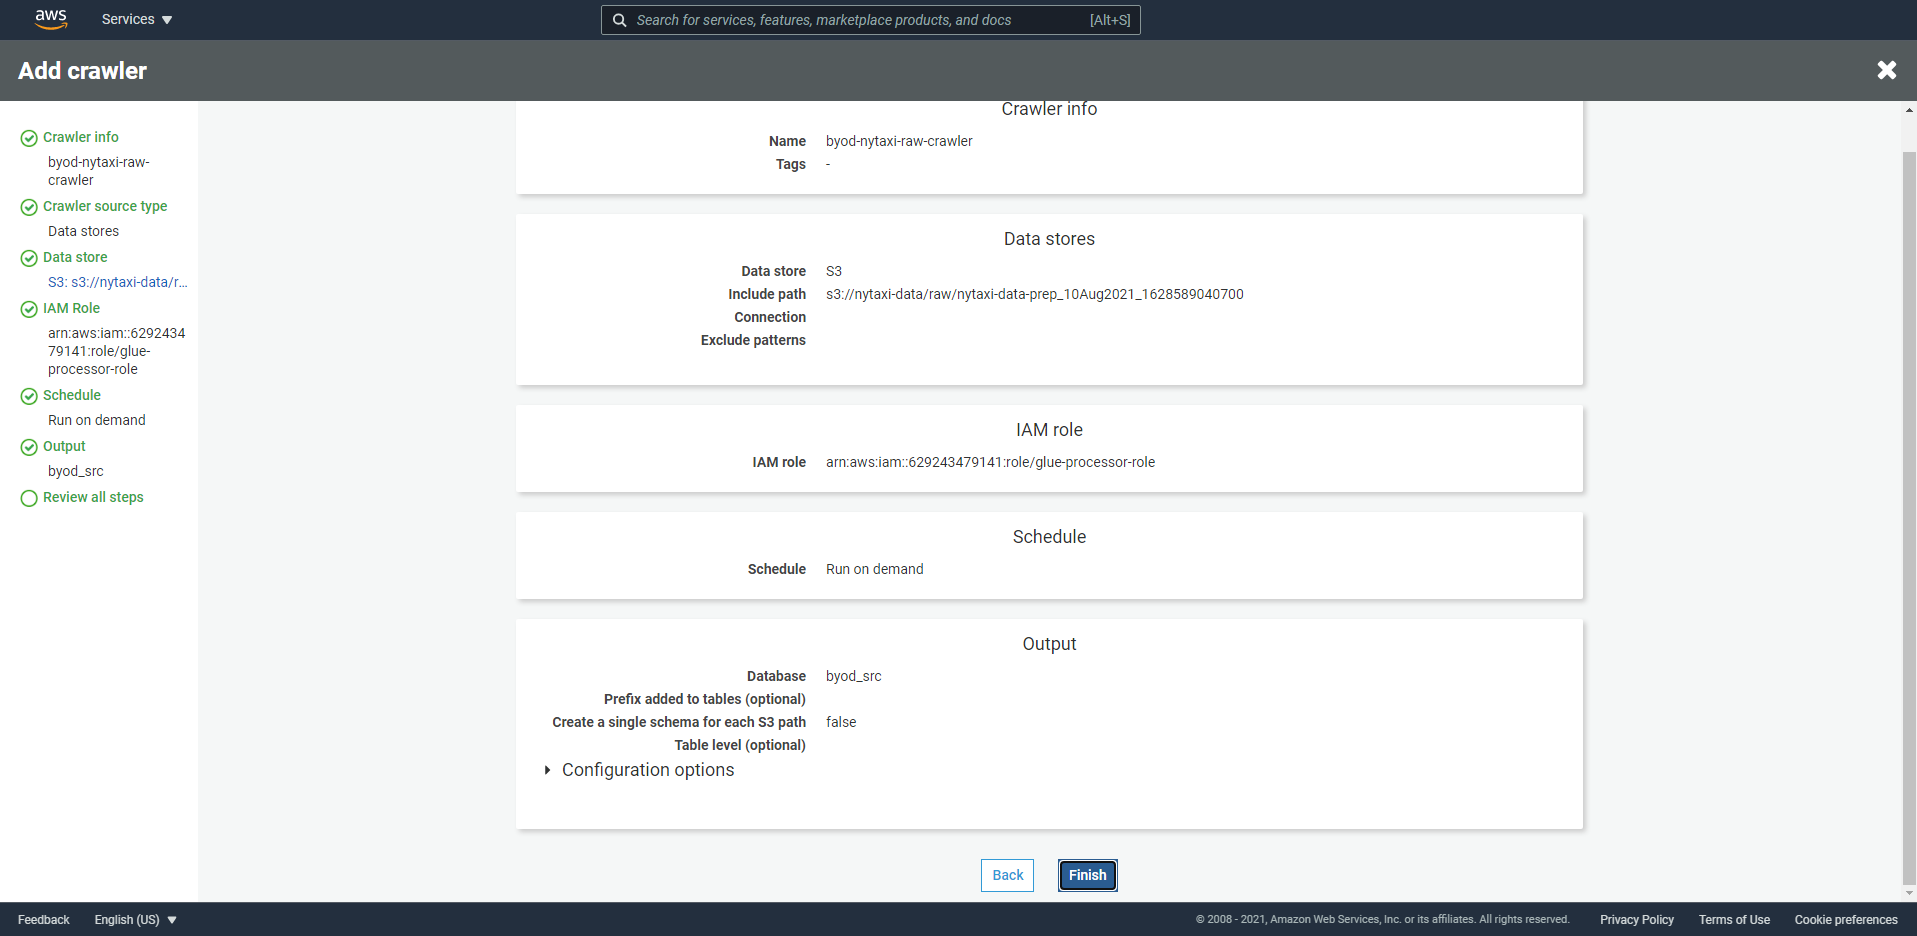 aws
Services
Search for services, features, marketplace products, and docs
[Alt+S]
Add crawler
Crawler info
byod-nytaxi-raw-
crawler
Crawler source type
Data stores
Data store
S3: s3://nytaxi-data/r...
IAM Role
arn:aws:iam::6292434
79141:role/glue-
processor-role
Schedule
Run on demand
Output
byod_src
Review all steps
Crawler info
Name byod-nytaxi-raw-crawler
Tags -
Data stores
Data store S3
Include path s3://nytaxi-data/raw/nytaxi-data-prep_10Aug2021_1628589040700
Connection
Exclude patterns
IAM role
IAM role arn:aws:iam::629243479141:role/glue-processor-role
Schedule
Schedule Run on demand
Output
Database byod_src
Prefix added to tables (optional)
Create a single schema for each S3 path false
Table level (optional)
Configuration options
Back Finish
Feedback English (US) © 2008 - 2021, Amazon Web Services, Inc. or its affiliates. All rights reserved. Privacy Policy Terms of Use Cookie preferences